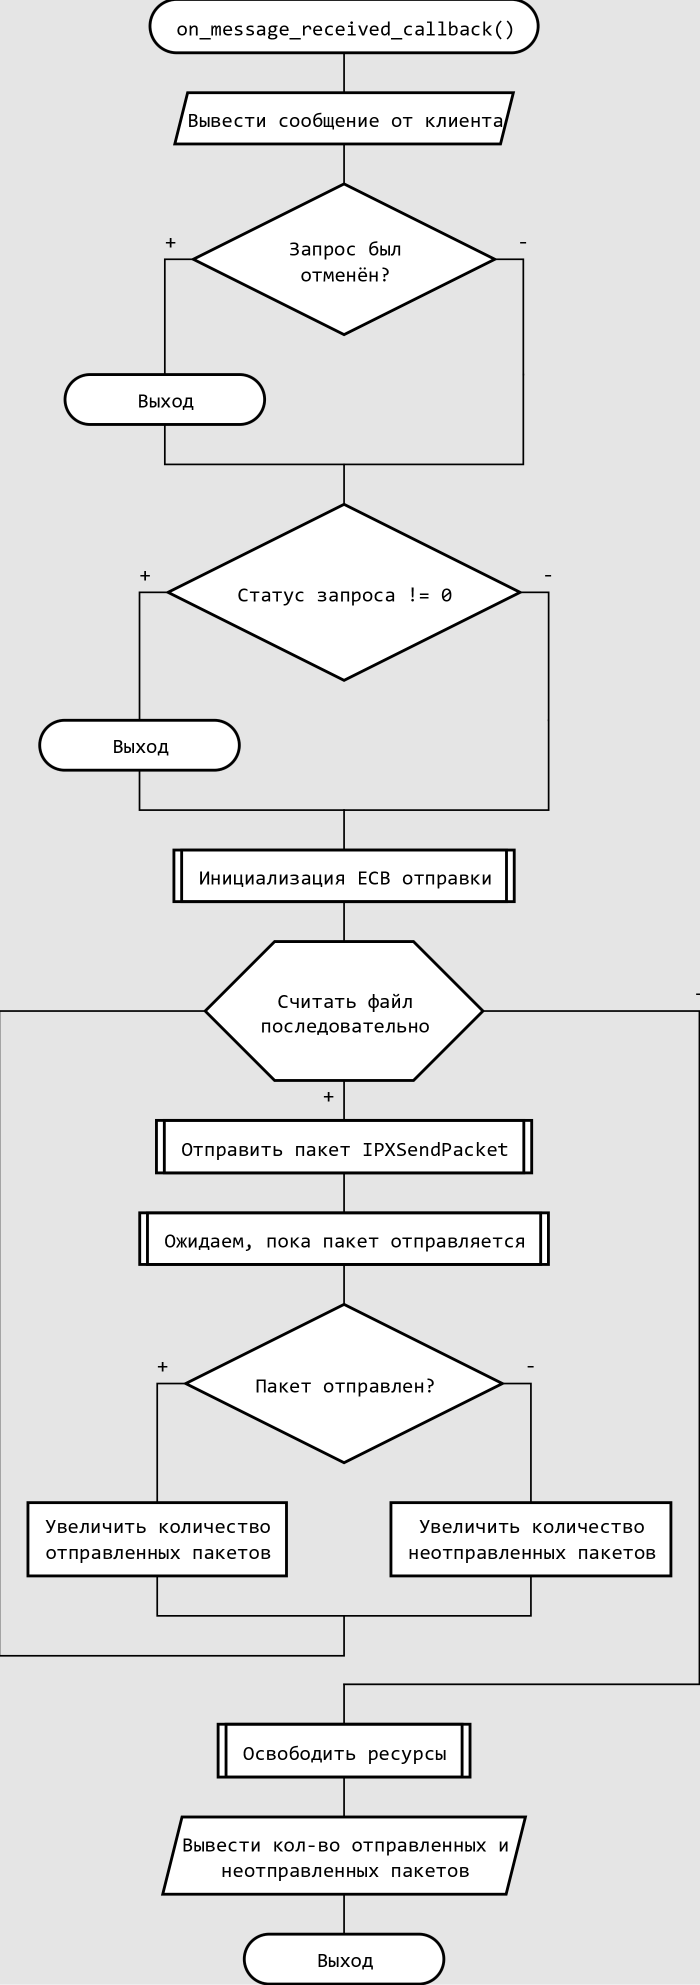 on_message_received_callback()
Вывести сообщение от клиента
+
-
Запрос был
отменён?
Выход
+
-
Статус запроса != 0
Выход
Инициализация ECB отправки
-
Считать файл
последовательно
+
Отправить пакет IPXSendPacket
Ожидаем, пока пакет отправляется
+
-
Пакет отправлен?
Увеличить количество
отправленных пакетов
Увеличить количество
неотправленных пакетов
Освободить ресурсы
Вывести кол-во отправленных и
неотправленных пакетов
Выход